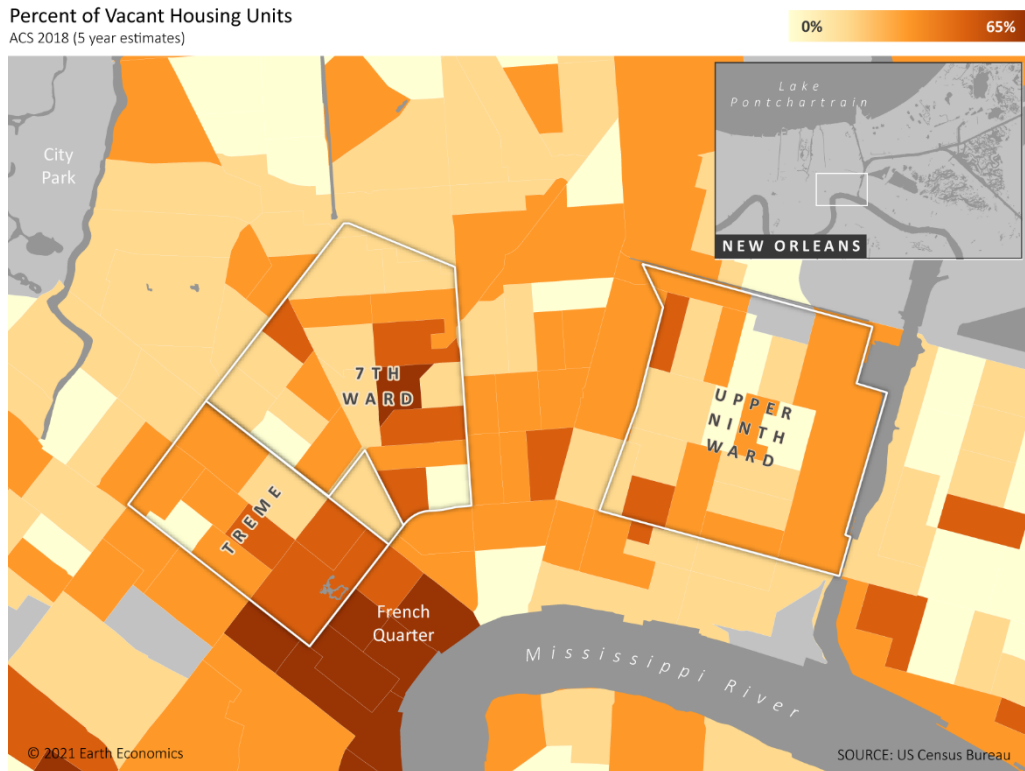 Percent of Vacant Housing Units
ACS 2018 (5 year estimates)
0%
65%
Lake
Pontchartrain
NEW ORLEANS
City
Park
7TH
WARD
UPPER
NINTH
WARD
TREME
French
Quarter
Mississippi River
© 2021 Earth Economics
SOURCE: US Census Bureau